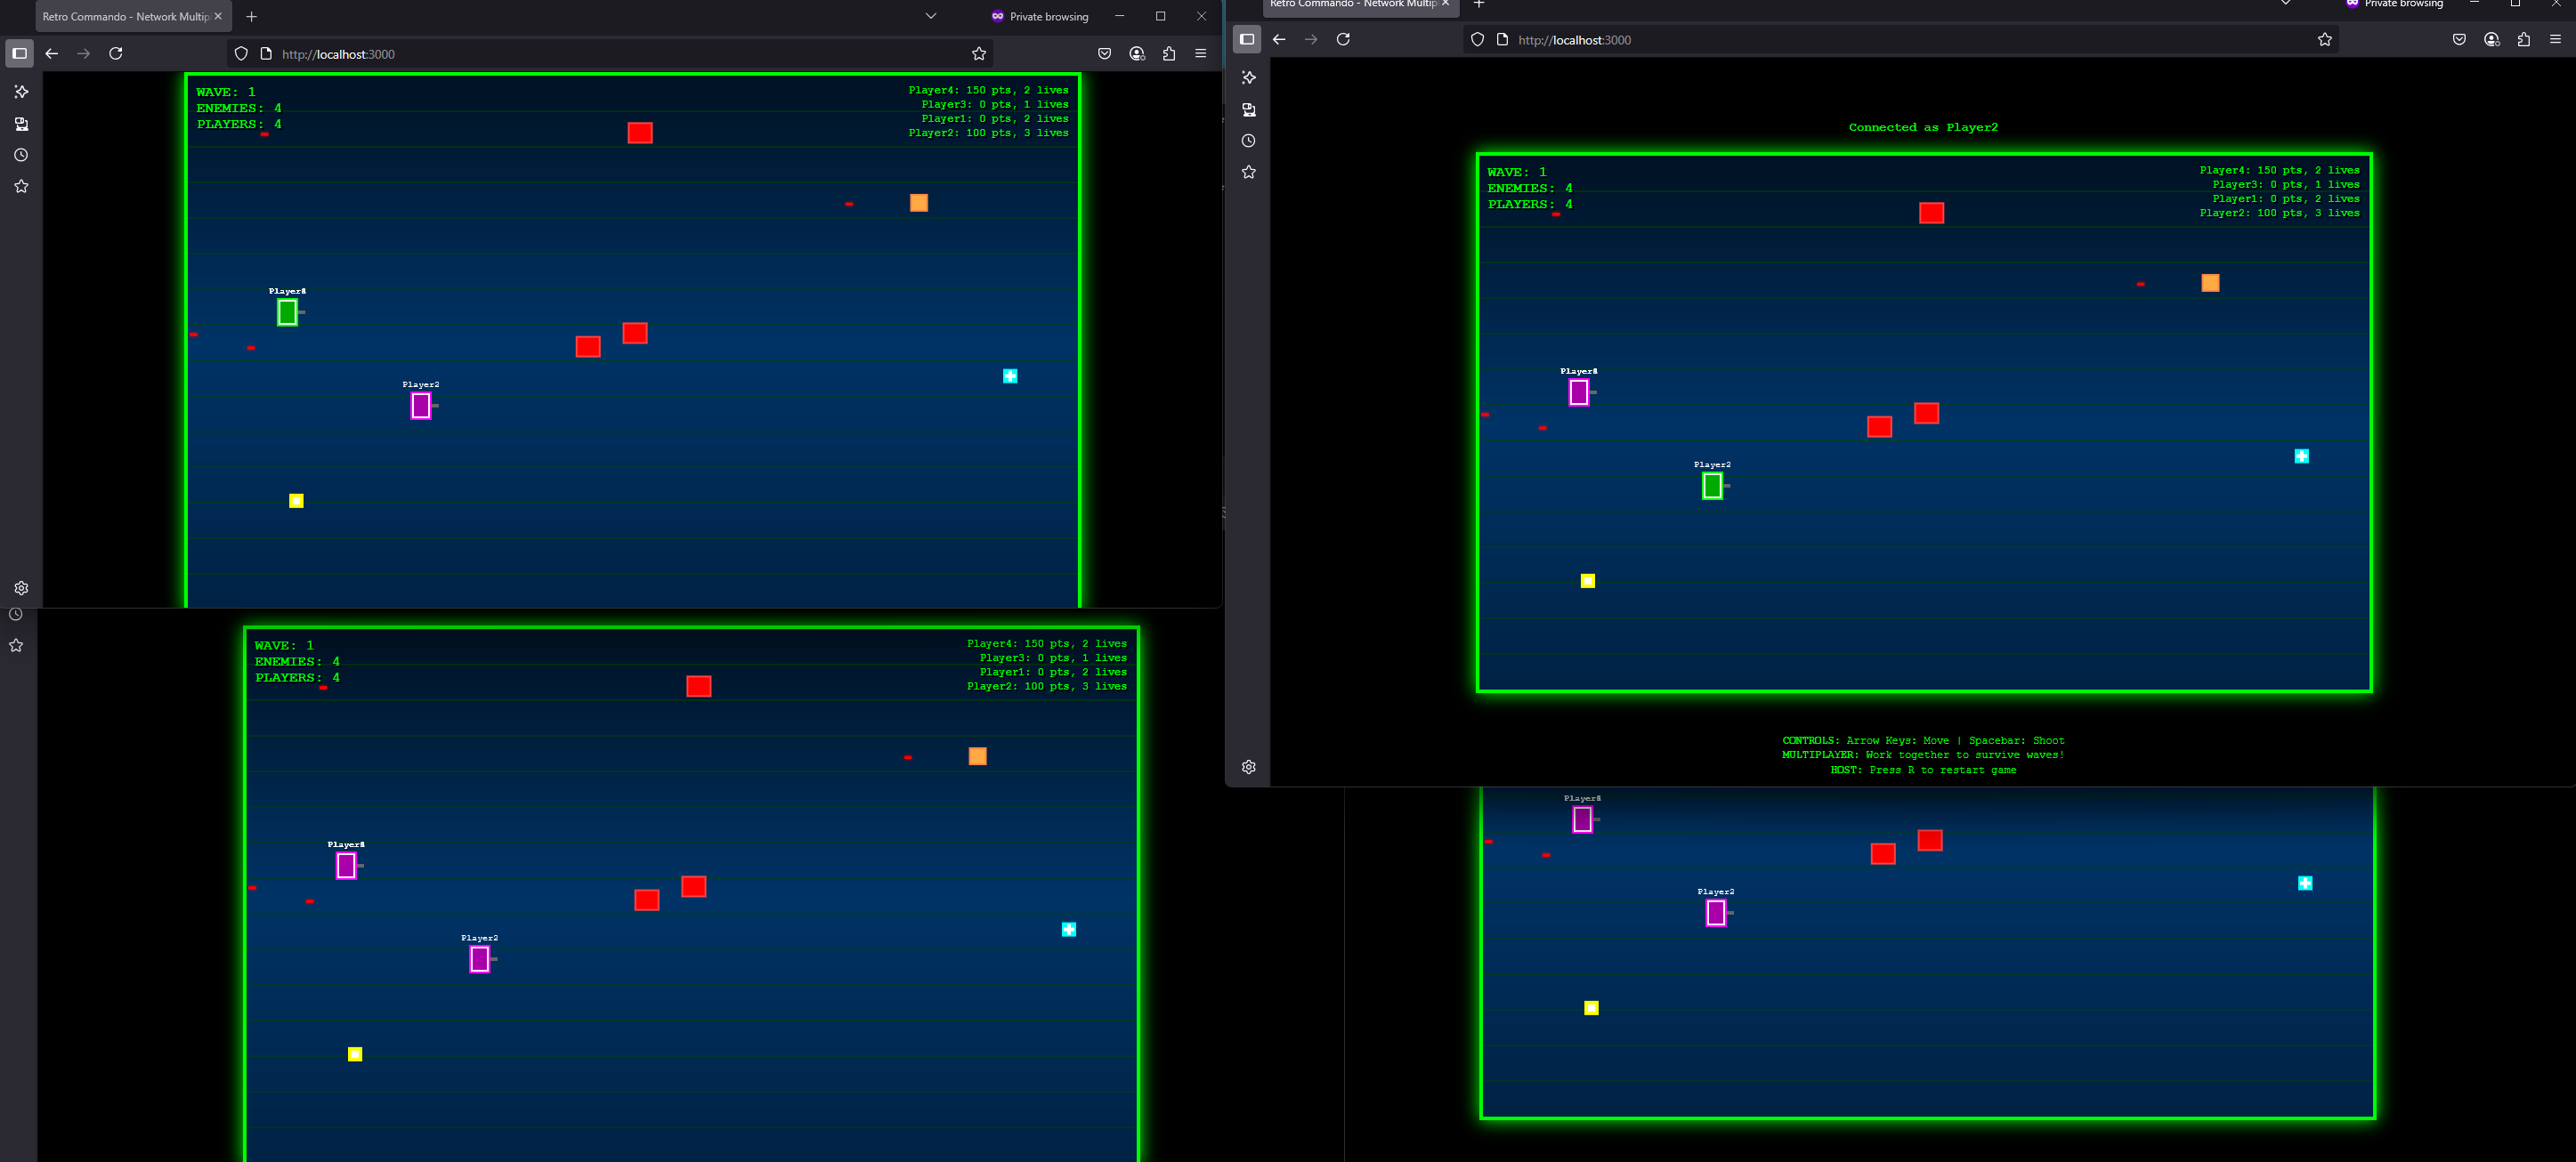 Retro Commando - Network Multip
Private browsing
http://localhost:3000
WAVE: 1
ENEMIES: 4
PLAYERS: 4
Player4: 150 pts, 2 lives
Player3: 0 pts, 1 lives
Player1: 0 pts, 2 lives
Player2: 100 pts, 3 lives
Player2
Retro Commando - Network Multip
Private browsing
http://localhost:3000
Connected as Player2
WAVE: 1
ENEMIES: 4
PLAYERS: 4
Player4: 150 pts, 2 lives
Player3: 0 pts, 1 lives
Player1: 0 pts, 2 lives
Player2: 100 pts, 3 lives
Player2
CONTROLS: Arrow Keys: Move | Spacebar: Shoot
MULTIPLAYER: Work together to survive waves!
HOST: Press R to restart game
WAVE: 1
ENEMIES: 4
PLAYERS: 4
Player4: 150 pts, 2 lives
Player3: 0 pts, 1 lives
Player1: 0 pts, 2 lives
Player2: 100 pts, 3 lives
Player2
Player2